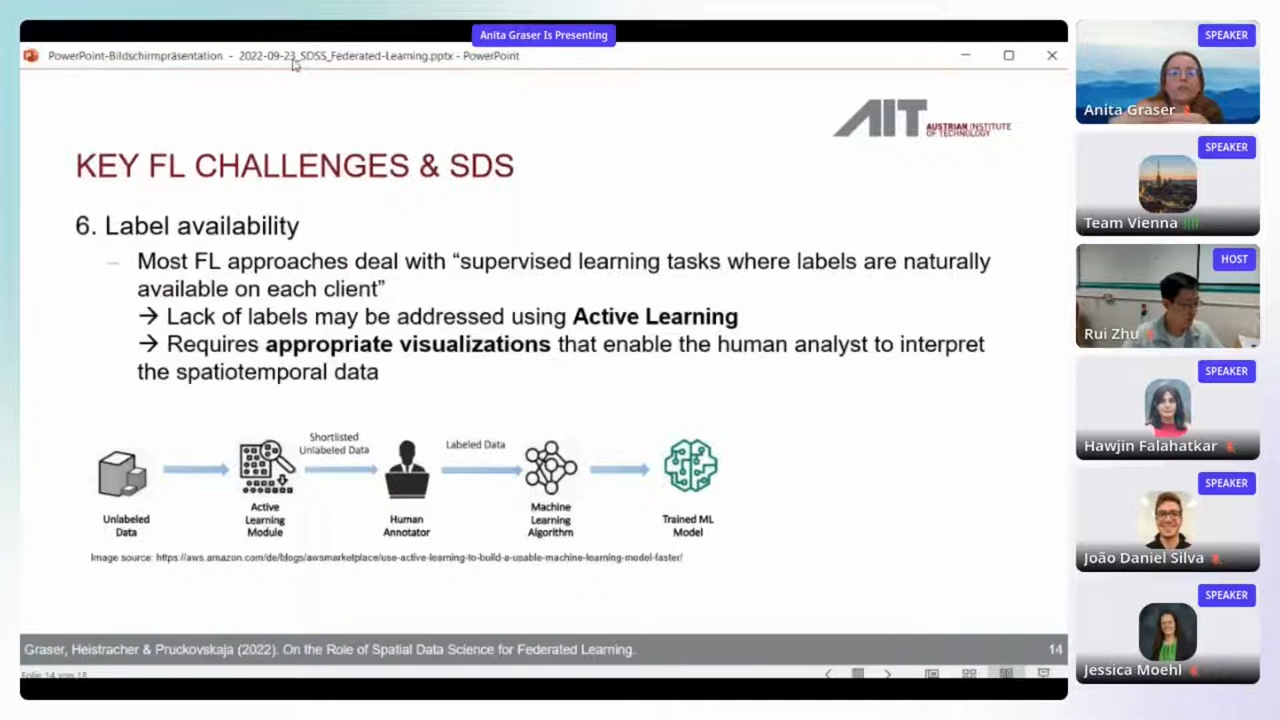 Anita Graser Is Presenting
PowerPoint-Bildschirmpräsentation - 2022-09-23_SDSS_Federated-Learning.pptx - PowerPoint
AIT AUSTRIAN INSTITUTE
OF TECHNOLOGY
KEY FL CHALLENGES & SDS
6. Label availability
– Most FL approaches deal with “supervised learning tasks where labels are naturally
available on each client”
→ Lack of labels may be addressed using Active Learning
→ Requires appropriate visualizations that enable the human analyst to interpret
the spatiotemporal data
Shortlisted
Unlabeled Data
Labeled Data
Unlabeled
Data
Active
Learning
Module
Human
Annotator
Machine
Learning
Algorithm
Trained ML
Model
Image source: https://aws.amazon.com/de/blogs/awsmarketplace/use-active-learning-to-build-a-usable-machine-learning-model-faster/
Graser, Heistracher & Pruckovskaja (2022). On the Role of Spatial Data Science for Federated Learning.
14
Folie 14 von 18
SPEAKER
Anita Graser
SPEAKER
Team Vienna
HOST
Rui Zhu
SPEAKER
Hawjin Falahatkar
SPEAKER
João Daniel Silva
SPEAKER
Jessica Moehl